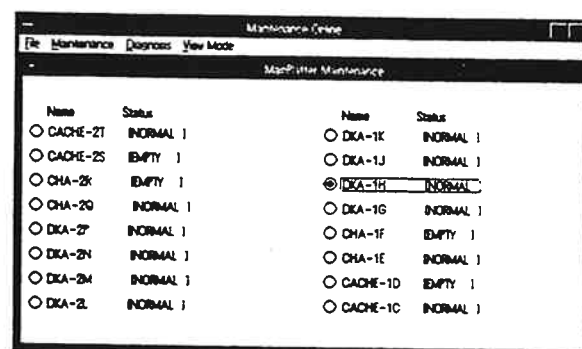 Maintenance Online
File Maintenance Diagnosis View Mode
Maintenance
Name Status
CACHE-2T [NORMAL ]
CACHE-2S [EMPTY ]
CHA-2R [EMPTY ]
CHA-2Q [NORMAL ]
DKA-2P [NORMAL ]
DKA-2N [NORMAL ]
DKA-2M [NORMAL ]
DKA-2L [NORMAL ]
Name Status
DKA-1K [NORMAL ]
DKA-1J [NORMAL ]
DKA-1H [NORMAL ]
DKA-1G [NORMAL ]
CHA-1F [EMPTY ]
CHA-1E [NORMAL ]
CACHE-1D [EMPTY ]
CACHE-1C [NORMAL ]